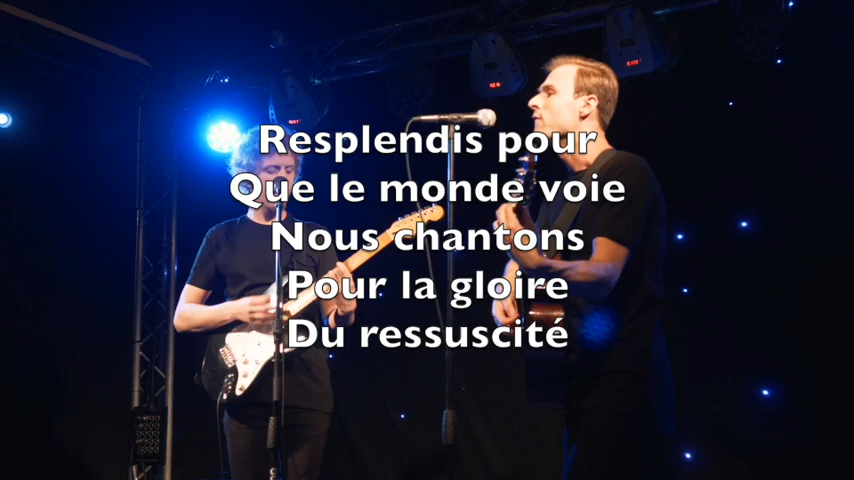 Resplendis pour
Que le monde voie
Nous chantons
Pour la gloire
Du ressuscité